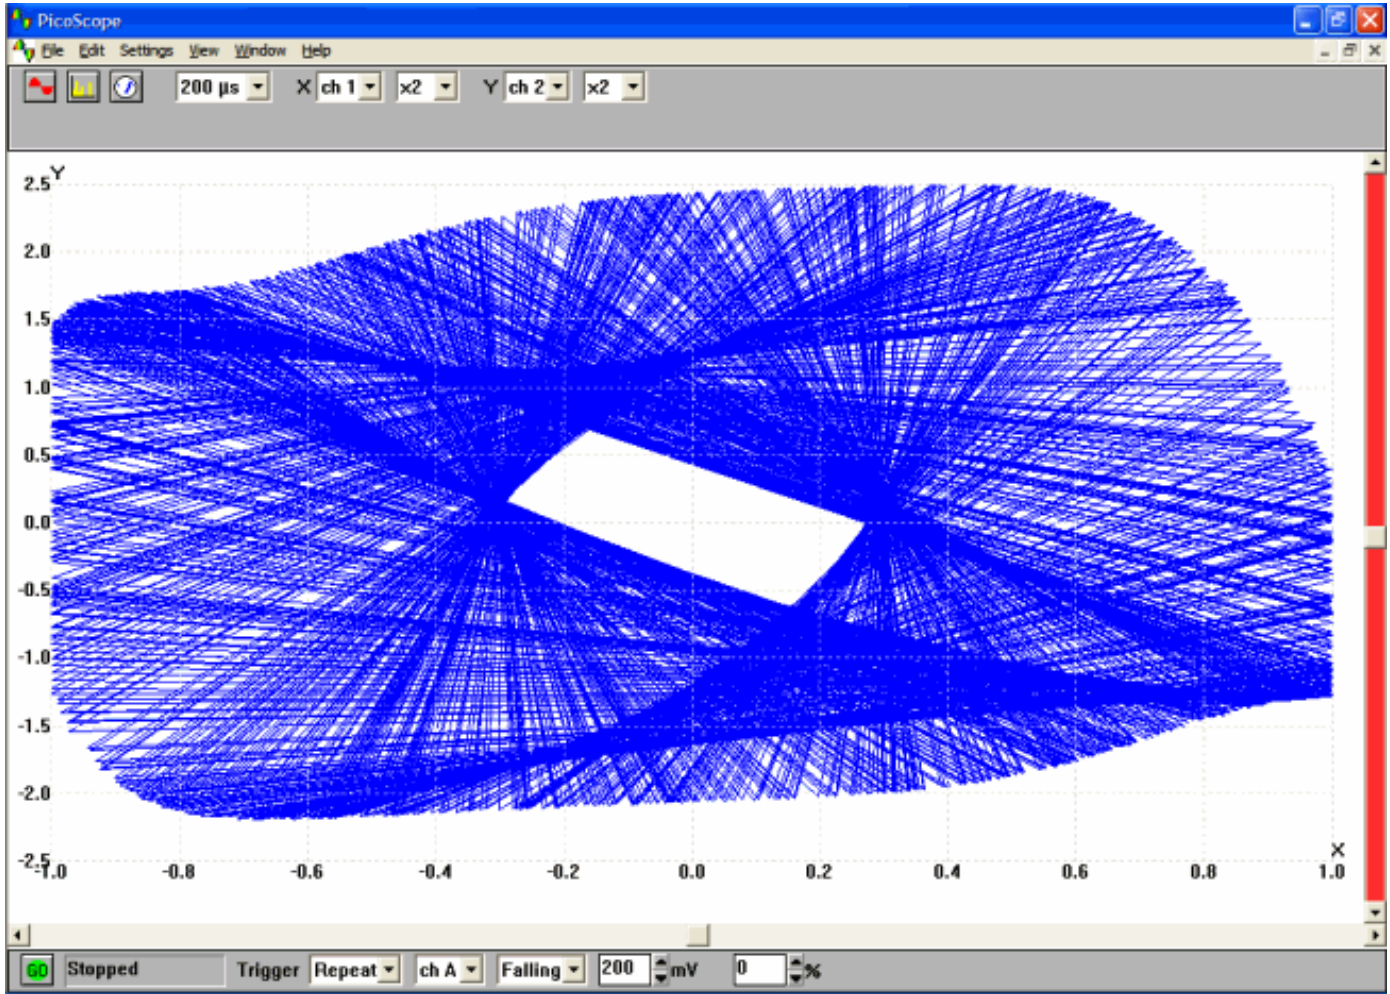 PicoScope
File Edit Settings View Window Help
200 µs X ch 1 x2 Y ch 2 x2
Y
2.5
2.0
1.5
1.0
0.5
0.0
-0.5
-1.0
-1.5
-2.0
-2.5
X
-1.0 -0.8 -0.6 -0.4 -0.2 0.0 0.2 0.4 0.6 0.8 1.0
GO Stopped Trigger Repeat ch A Falling 200 mV 0 %